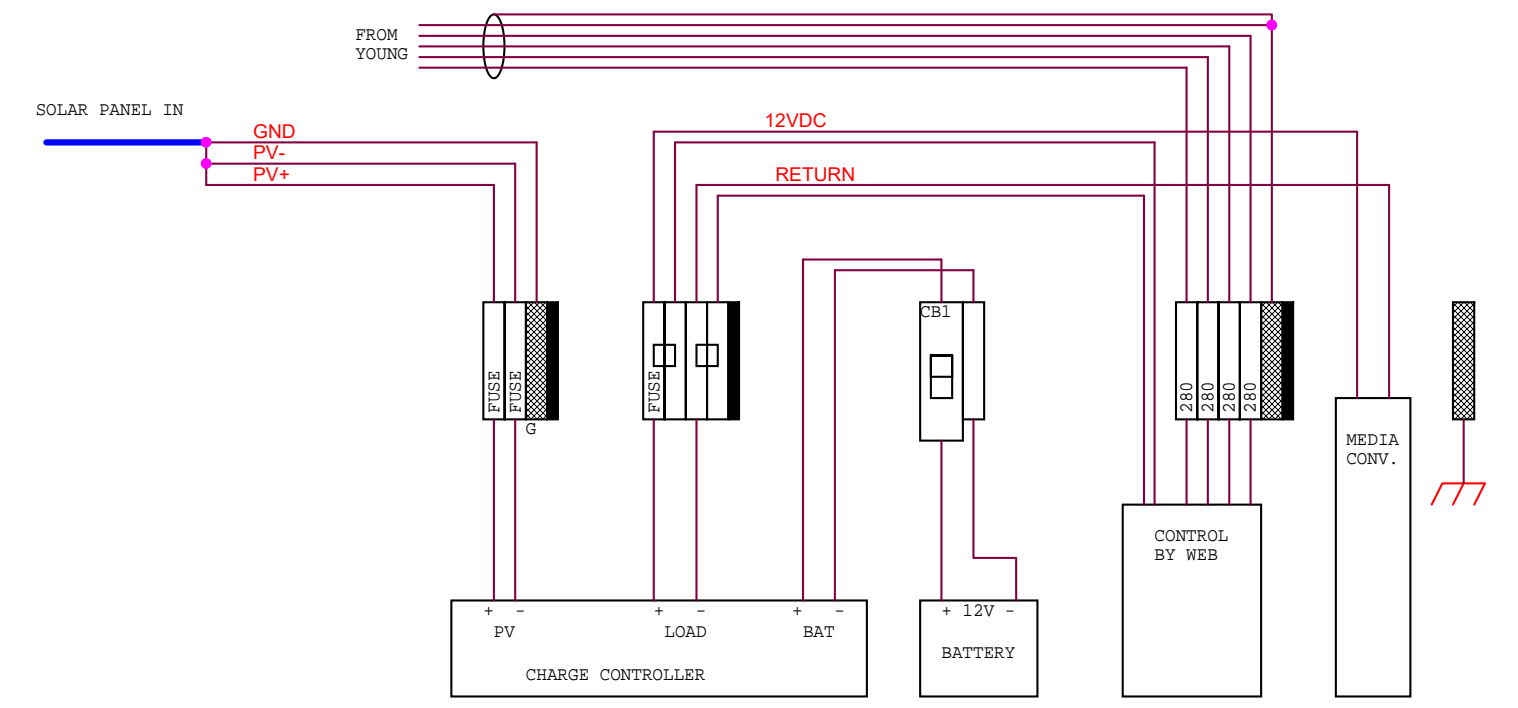 FROM
YOUNG
SOLAR PANEL IN
GND
PV-
PV+
12VDC
RETURN
CB1
FUSE
FUSE
G
FUSE
280
280
280
280
MEDIA
CONV.
CONTROL
BY WEB
+ -
PV
+ -
LOAD
+ -
BAT
CHARGE CONTROLLER
+ 12V -
BATTERY